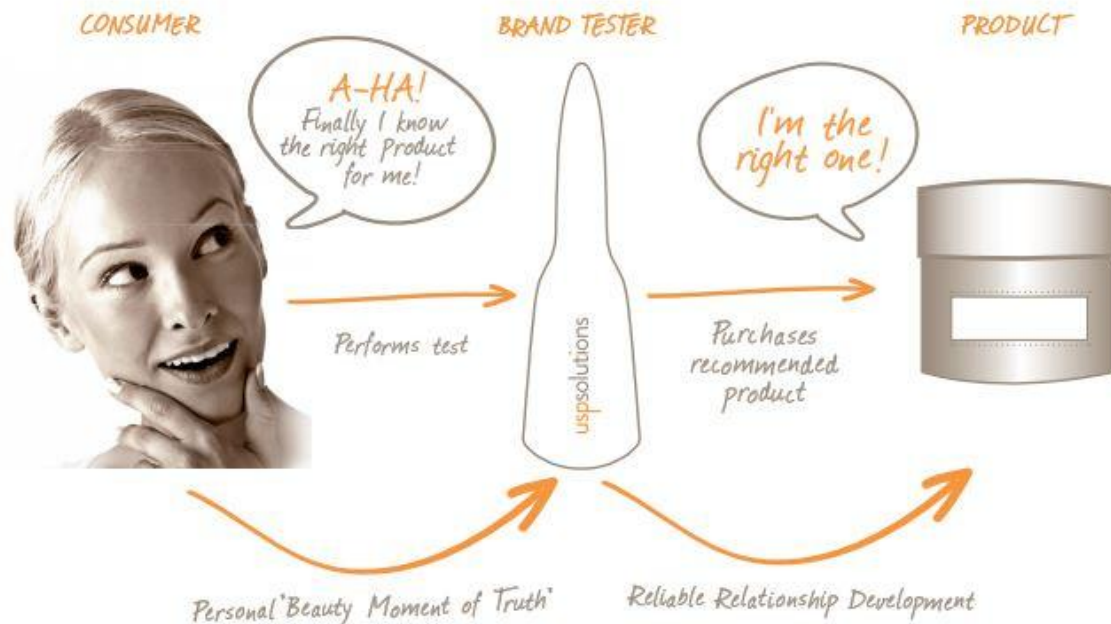 CONSUMER
BRAND TESTER
PRODUCT
A-HA!
Finally I know
the right Product
for me!
I'm the
right one!
Performs test
uspsolutions
Purchases
recommended
product
Personal 'Beauty Moment of Truth'
Reliable Relationship Development